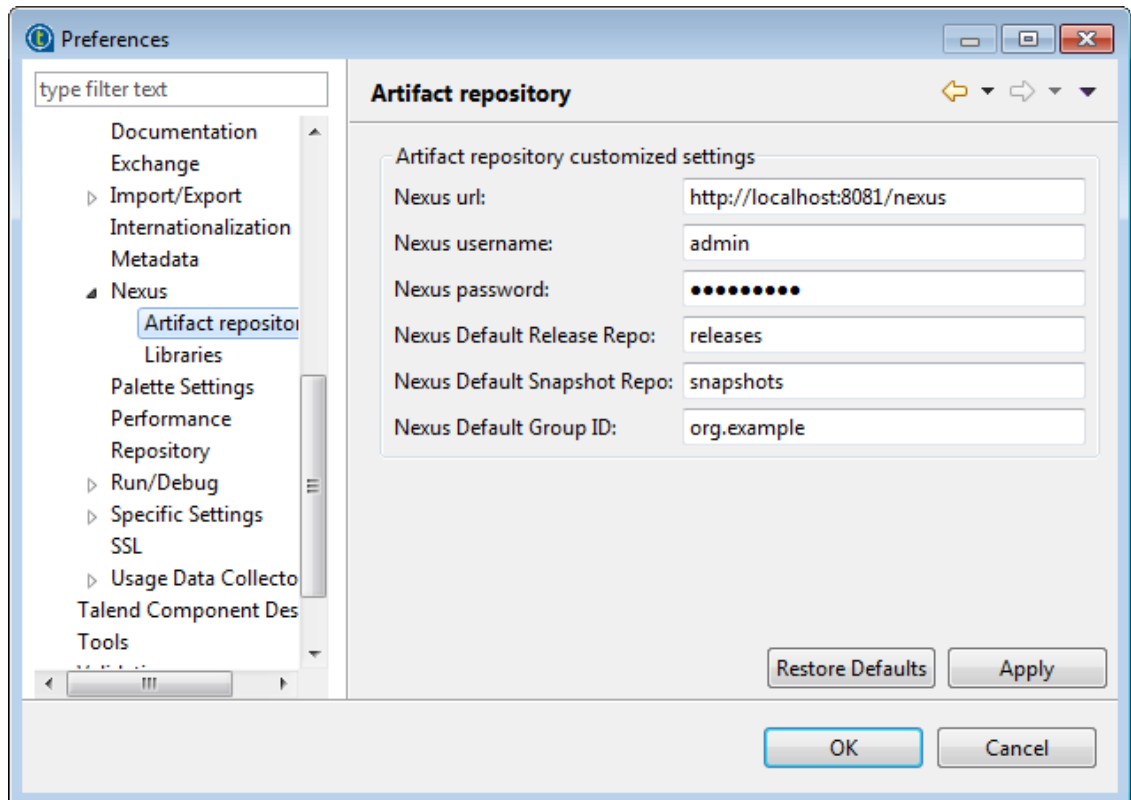 Preferences
type filter text
Documentation
Exchange
Import/Export
Internationalization
Metadata
Nexus
Artifact reposito
Libraries
Palette Settings
Performance
Repository
Run/Debug
Specific Settings
SSL
Usage Data Collecto
Talend Component Des
Tools
Artifact repository
Artifact repository customized settings
Nexus url: http://localhost:8081/nexus
Nexus username: admin
Nexus password: ●●●●●●●●●
Nexus Default Release Repo: releases
Nexus Default Snapshot Repo: snapshots
Nexus Default Group ID: org.example
Restore Defaults Apply
OK Cancel